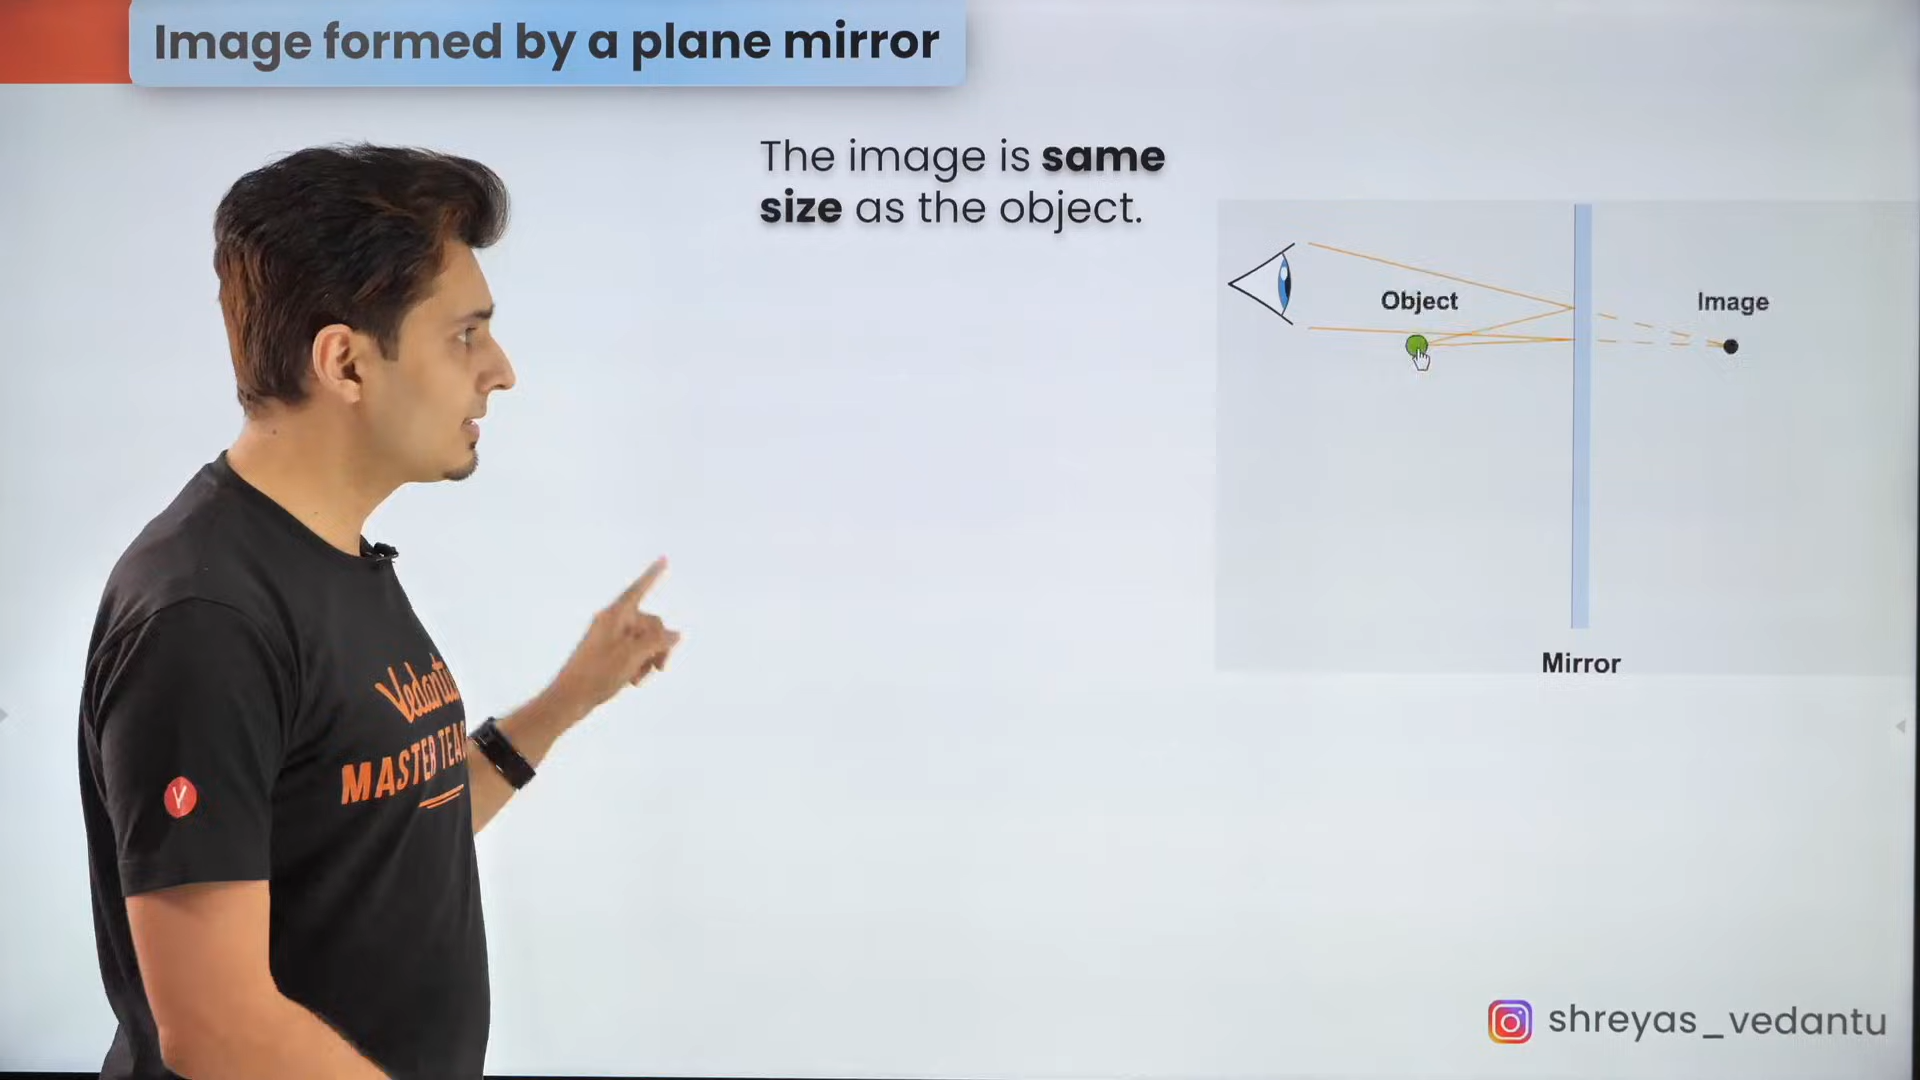 Image formed by a plane mirror
The image is same
size as the object.
Object
Image
Mirror
Vedantu
MASTER TEA
shreyas_vedantu